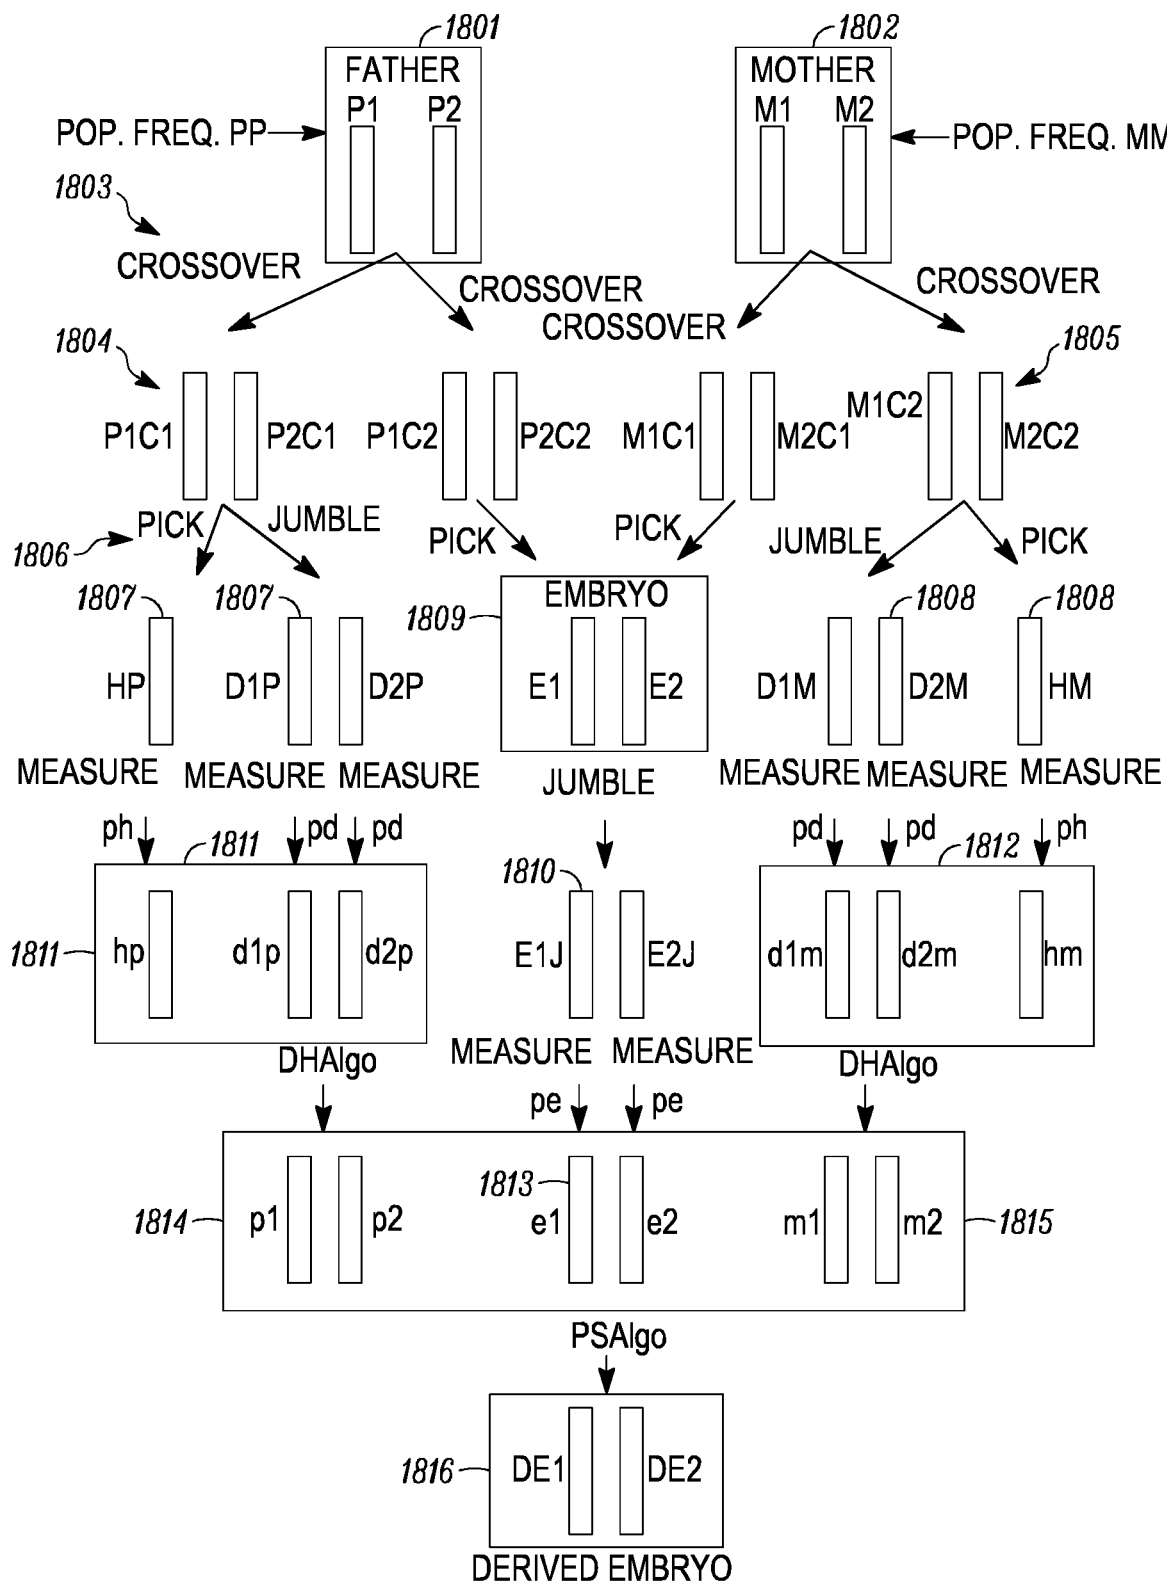 1801
1802
FATHER
MOTHER
P1 P2
M1 M2
POP. FREQ. PP
POP. FREQ. MM
1803
CROSSOVER
CROSSOVER
CROSSOVER
CROSSOVER
1804
1805
P1C1
P2C1
P1C2
P2C2
M1C1
M2C1
M1C2
M2C2
PICK
JUMBLE
PICK
PICK
JUMBLE
PICK
1806
1807
1807
1809
EMBRYO
1808
1808
HP
D1P
D2P
E1
E2
D1M
D2M
HM
MEASURE
MEASURE
MEASURE
JUMBLE
MEASURE
MEASURE
MEASURE
ph
pd
pd
pd
pd
ph
1811
1812
1810
1811
hp
d1p
d2p
E1J
E2J
d1m
d2m
hm
DHAlgo
MEASURE
MEASURE
DHAlgo
pe
pe
1813
1814
p1
p2
e1
e2
m1
m2
1815
PSAlgo
1816
DE1
DE2
DERIVED EMBRYO